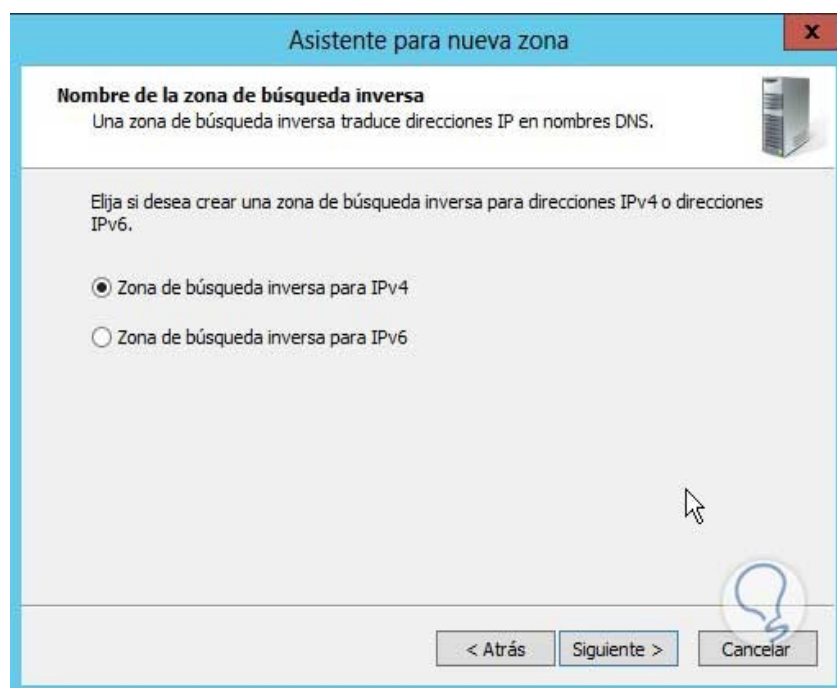 Asistente para nueva zona
x
Nombre de la zona de búsqueda inversa
Una zona de búsqueda inversa traduce direcciones IP en nombres DNS.
Elija si desea crear una zona de búsqueda inversa para direcciones IPv4 o direcciones
IPv6.
Zona de búsqueda inversa para IPv4
Zona de búsqueda inversa para IPv6
< Atrás Siguiente > Cancelar